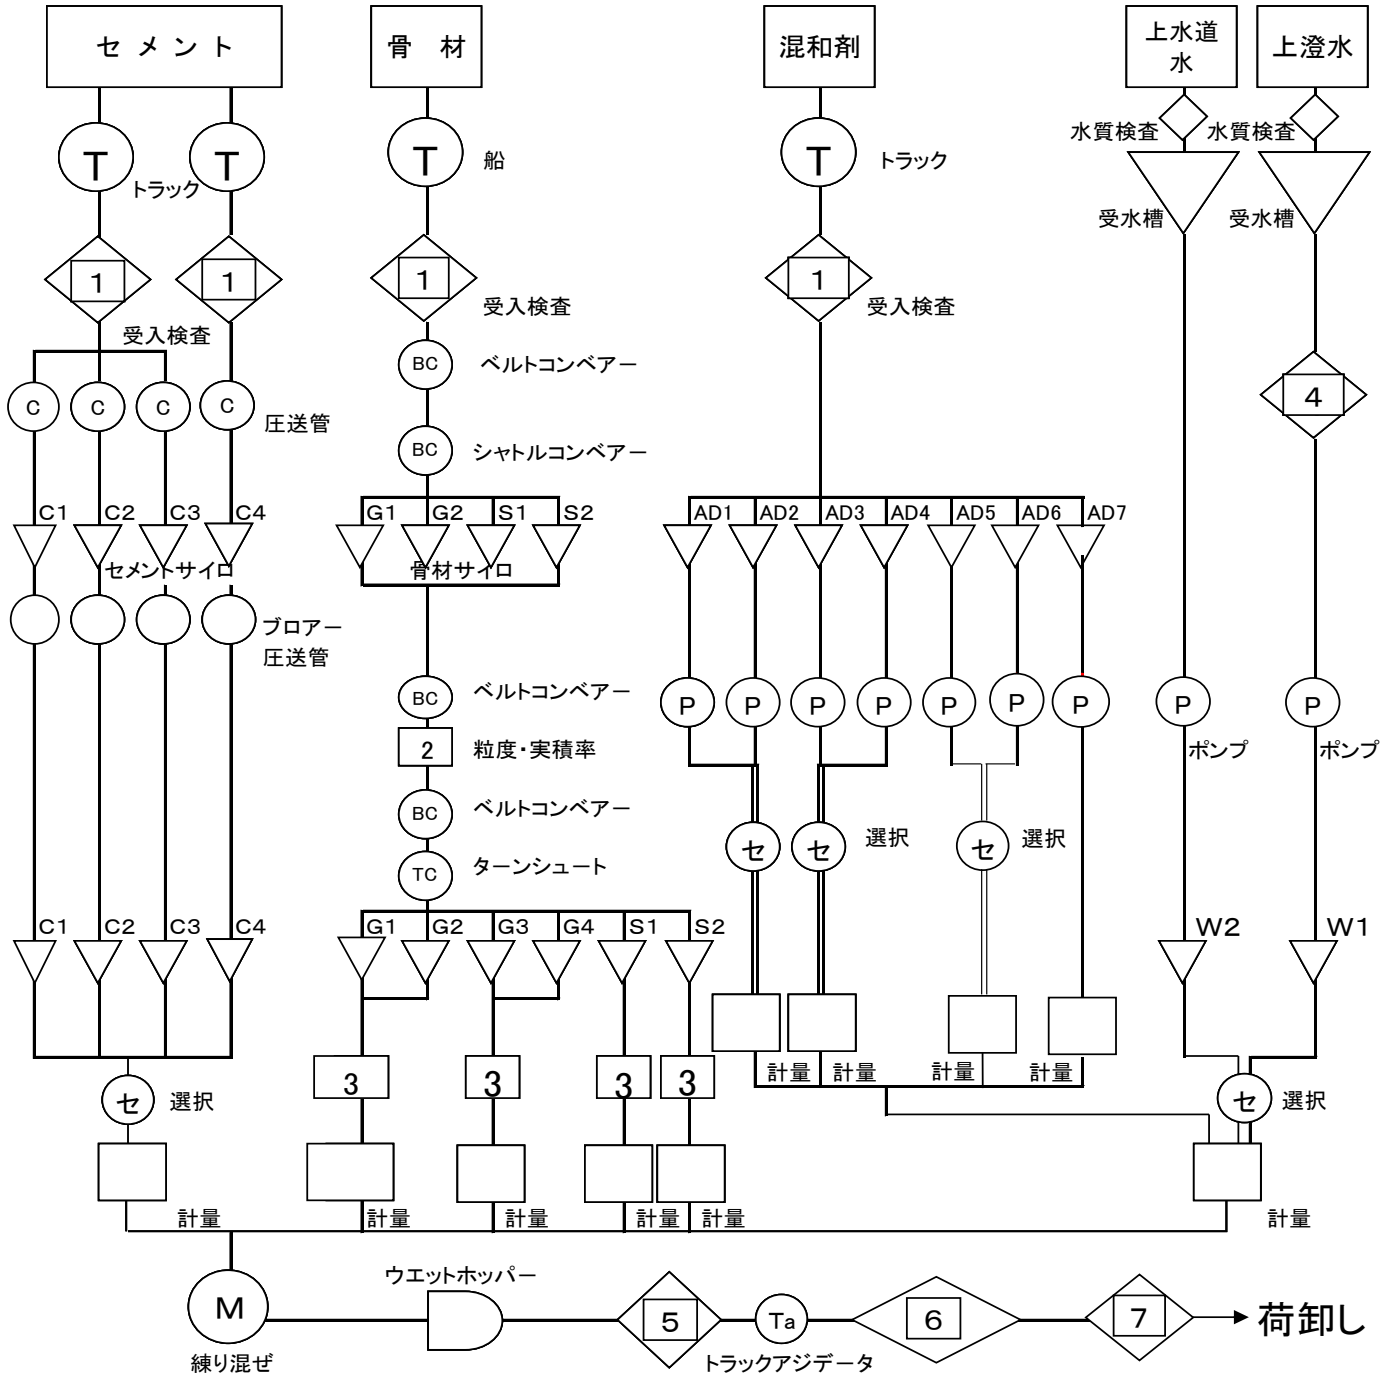 セメント
骨材
混和剤
上水道
水
上澄水
水質検査
水質検査
T
T
トラック
T
船
T
トラック
受水槽
受水槽
1
1
受入検査
1
受入検査
1
受入検査
BC
ベルトコンベアー
C
C
C
C
圧送管
4
BC
シャトルコンベアー
C1
C2
C3
C4
G1
G2
S1
S2
AD1
AD2
AD3
AD4
AD5
AD6
AD7
セメントサイロ
骨材サイロ
ブロアー
圧送管
BC
ベルトコンベアー
P
P
P
P
P
P
P
P
P
2
粒度・実積率
ポンプ
ポンプ
BC
ベルトコンベアー
セ
セ
選択
セ
選択
TC
ターンシュート
C1
C2
C3
C4
G1
G2
G3
G4
S1
S2
W2
W1
3
3
3
3
計量
計量
計量
計量
セ
選択
セ
選択
計量
計量
計量
計量
計量
計量
ウエットホッパー
M
練り混ぜ
5
Ta
トラックアジデータ
6
7
荷卸し